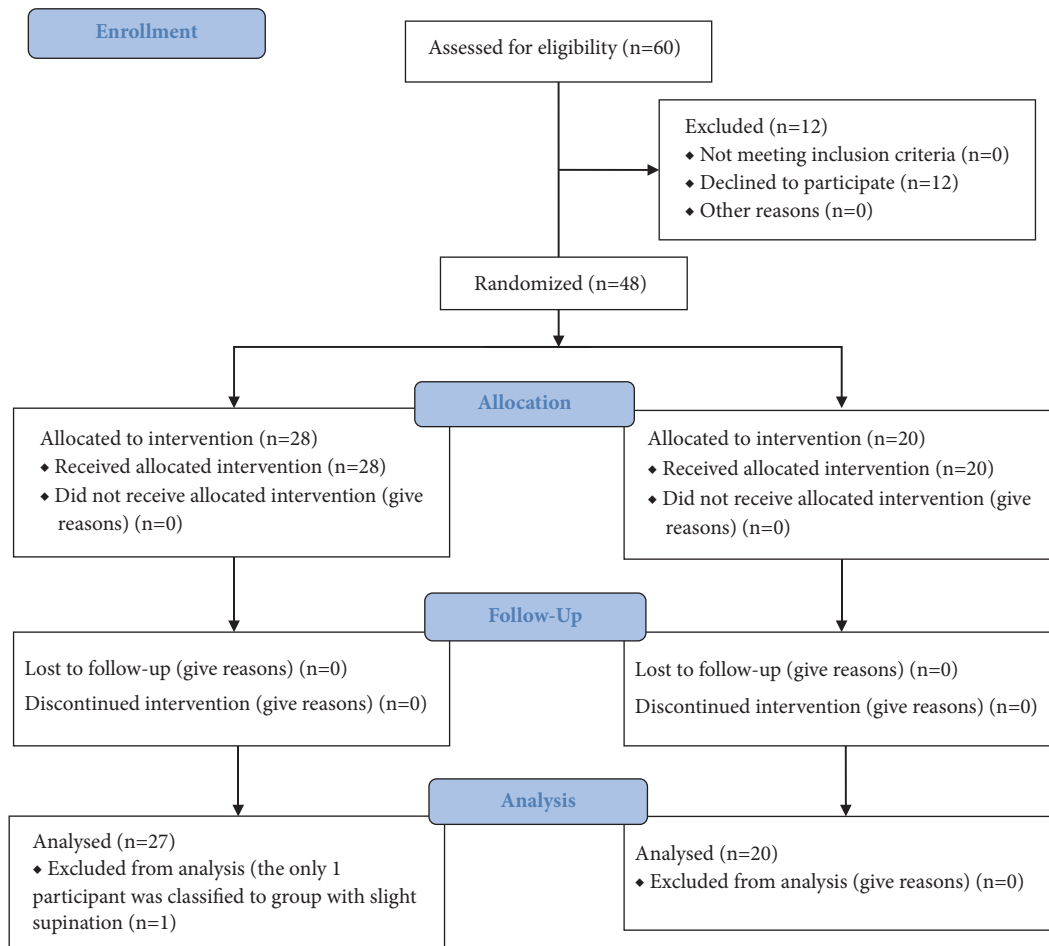 Enrollment
Assessed for eligibility (n=60)
Excluded (n=12)
◆ Not meeting inclusion criteria (n=0)
◆ Declined to participate (n=12)
◆ Other reasons (n=0)
Randomized (n=48)
Allocation
Allocated to intervention (n=28)
◆ Received allocated intervention (n=28)
◆ Did not receive allocated intervention (give
reasons) (n=0)
Allocated to intervention (n=20)
◆ Received allocated intervention (n=20)
◆ Did not receive allocated intervention (give
reasons) (n=0)
Follow-Up
Lost to follow-up (give reasons) (n=0)
Discontinued intervention (give reasons) (n=0)
Lost to follow-up (give reasons) (n=0)
Discontinued intervention (give reasons) (n=0)
Analysis
Analysed (n=27)
◆ Excluded from analysis (the only 1
participant was classified to group with slight
supination (n=1)
Analysed (n=20)
◆ Excluded from analysis (give reasons) (n=0)